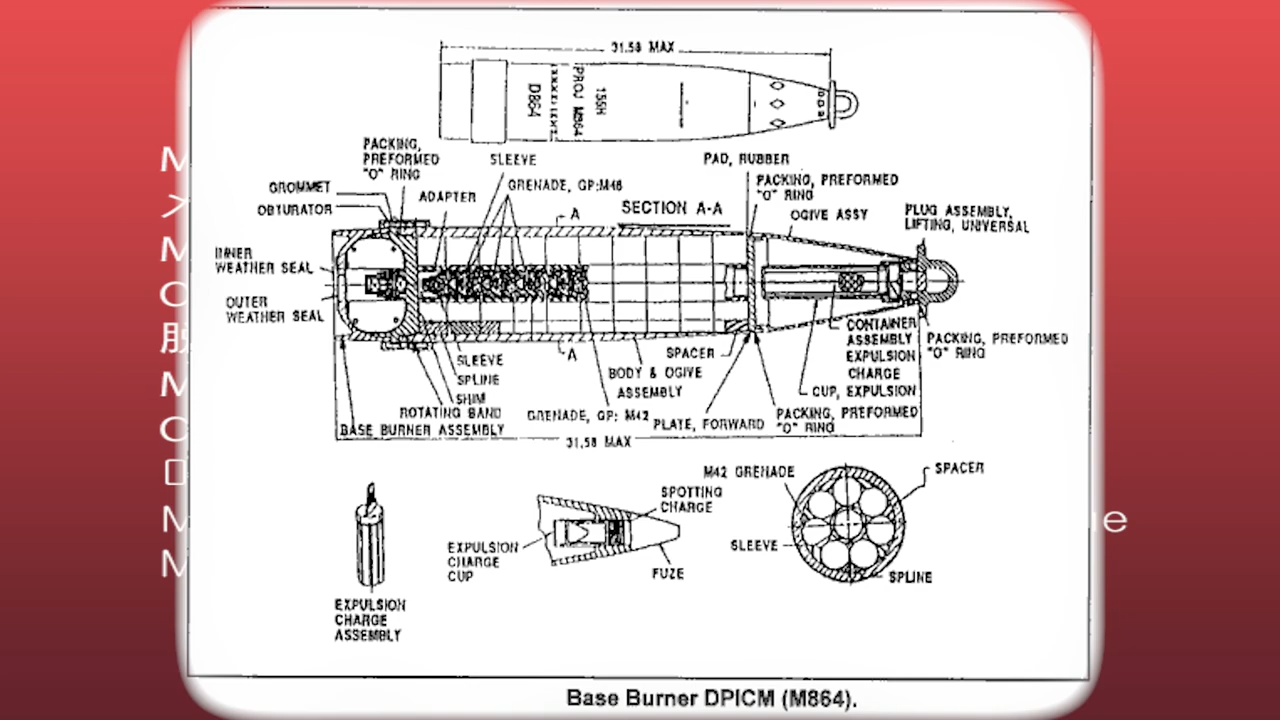 31.58 MAX
155H
PROJ M864
D864
PACKING,
PREFORMED
"O" RING
SLEEVE
PAD, RUBBER
GROMMET
ADAPTER
GRENADE, GP:M46
PACKING, PREFORMED
"O" RING
OBTURATOR
A
SECTION A-A
OGIVE ASSY
PLUG ASSEMBLY,
LIFTING, UNIVERSAL
INNER
WEATHER SEAL
OUTER
WEATHER SEAL
CONTAINER
ASSEMBLY
EXPULSION
CHARGE
PACKING, PREFORMED
"O" RING
SLEEVE
A
SPACER
SPLINE
BODY & OGIVE
ASSEMBLY
CUP, EXPULSION
SHIM
ROTATING BAND
GRENADE, GP: M42
PLATE, FORWARD
PACKING, PREFORMED
"O" RING
BASE BURNER ASSEMBLY
31.58 MAX
M42 GRENADE
SPACER
SPOTTING
CHARGE
SLEEVE
EXPULSION
CHARGE
CUP
FUZE
SPLINE
EXPULSION
CHARGE
ASSEMBLY
Base Burner DPICM (M864).